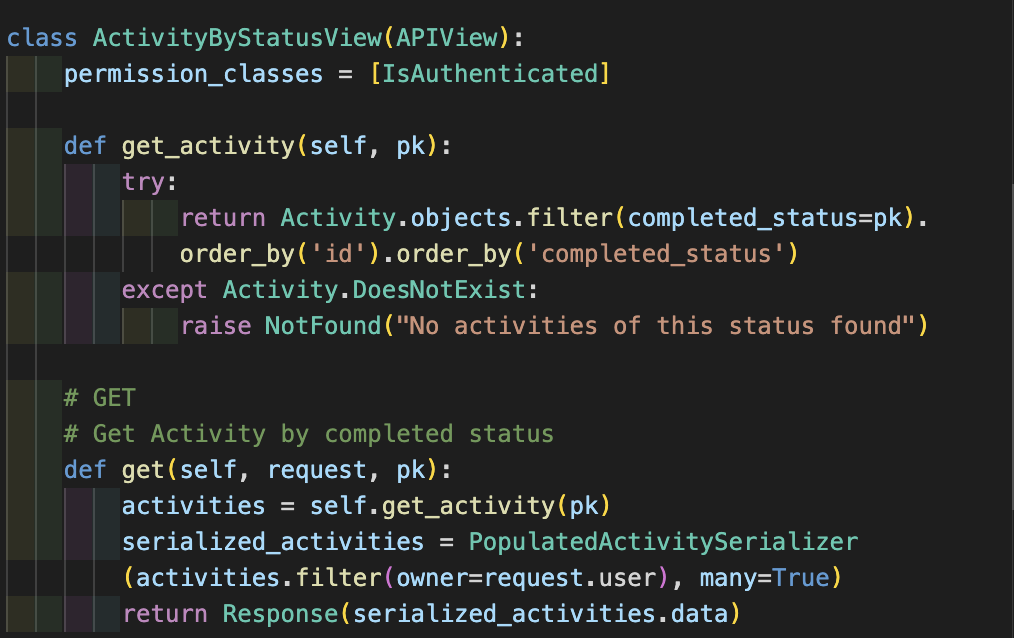 class ActivityByStatusView(APIView):
permission_classes = [IsAuthenticated]
def get_activity(self, pk):
try:
return Activity.objects.filter(completed_status=pk).
order_by('id').order_by('completed_status')
except Activity.DoesNotExist:
raise NotFound("No activities of this status found")
# GET
# Get Activity by completed status
def get(self, request, pk):
activities = self.get_activity(pk)
serialized_activities = PopulatedActivitySerializer
(activities.filter(owner=request.user), many=True)
return Response(serialized_activities.data)